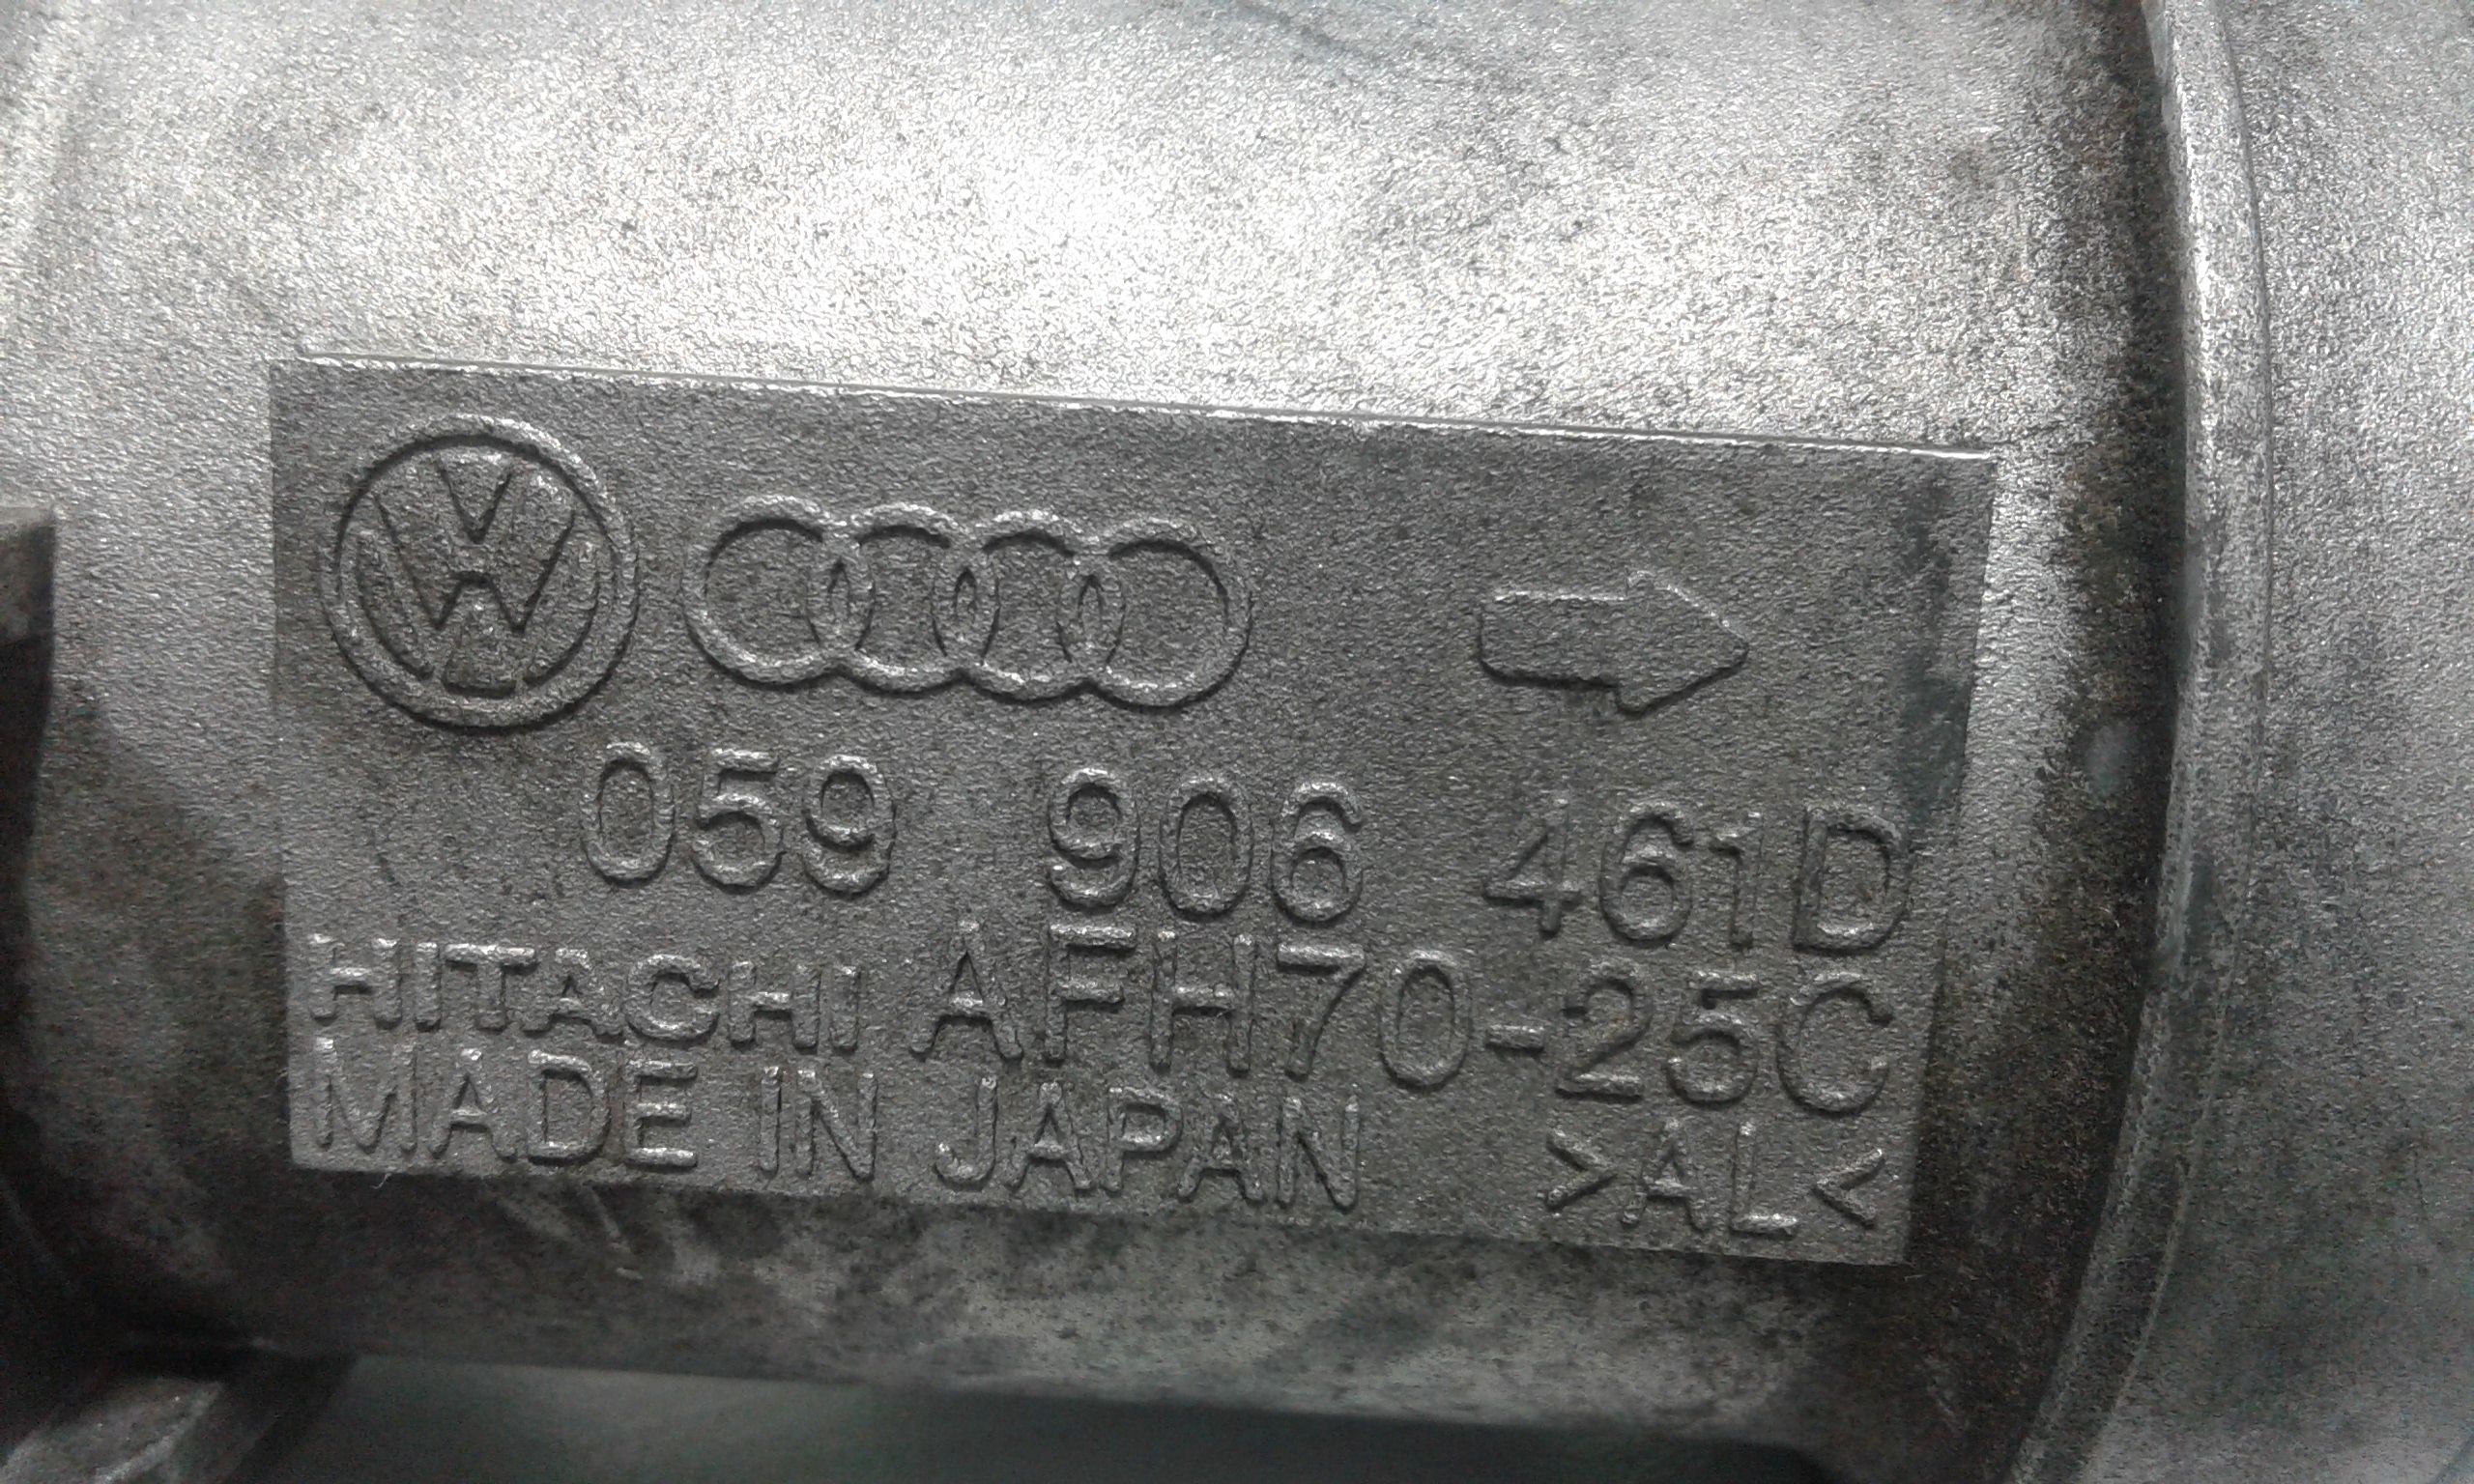 059 906 461D
HITACHI AFH70-25C
MADE IN JAPAN >AL<